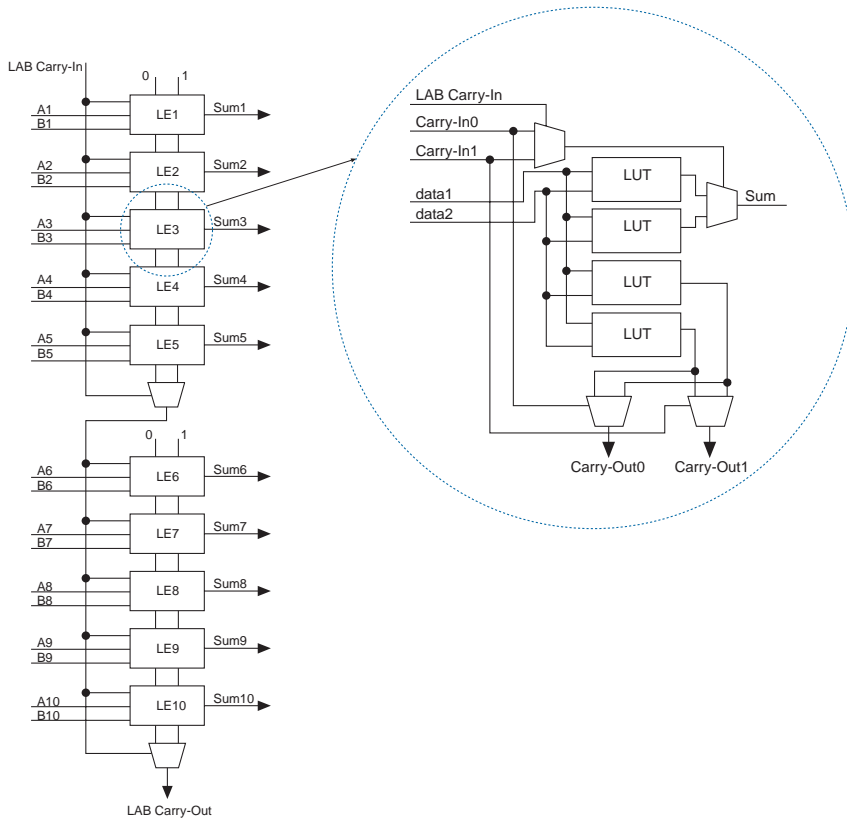 LAB Carry-In
0 1
A1
B1
LE1
Sum1
A2
B2
LE2
Sum2
A3
B3
LE3
Sum3
A4
B4
LE4
Sum4
A5
B5
LE5
Sum5
0 1
A6
B6
LE6
Sum6
A7
B7
LE7
Sum7
A8
B8
LE8
Sum8
A9
B9
LE9
Sum9
A10
B10
LE10
Sum10
LAB Carry-Out
LAB Carry-In
Carry-In0
Carry-In1
data1
data2
LUT
LUT
LUT
LUT
Sum
Carry-Out0
Carry-Out1